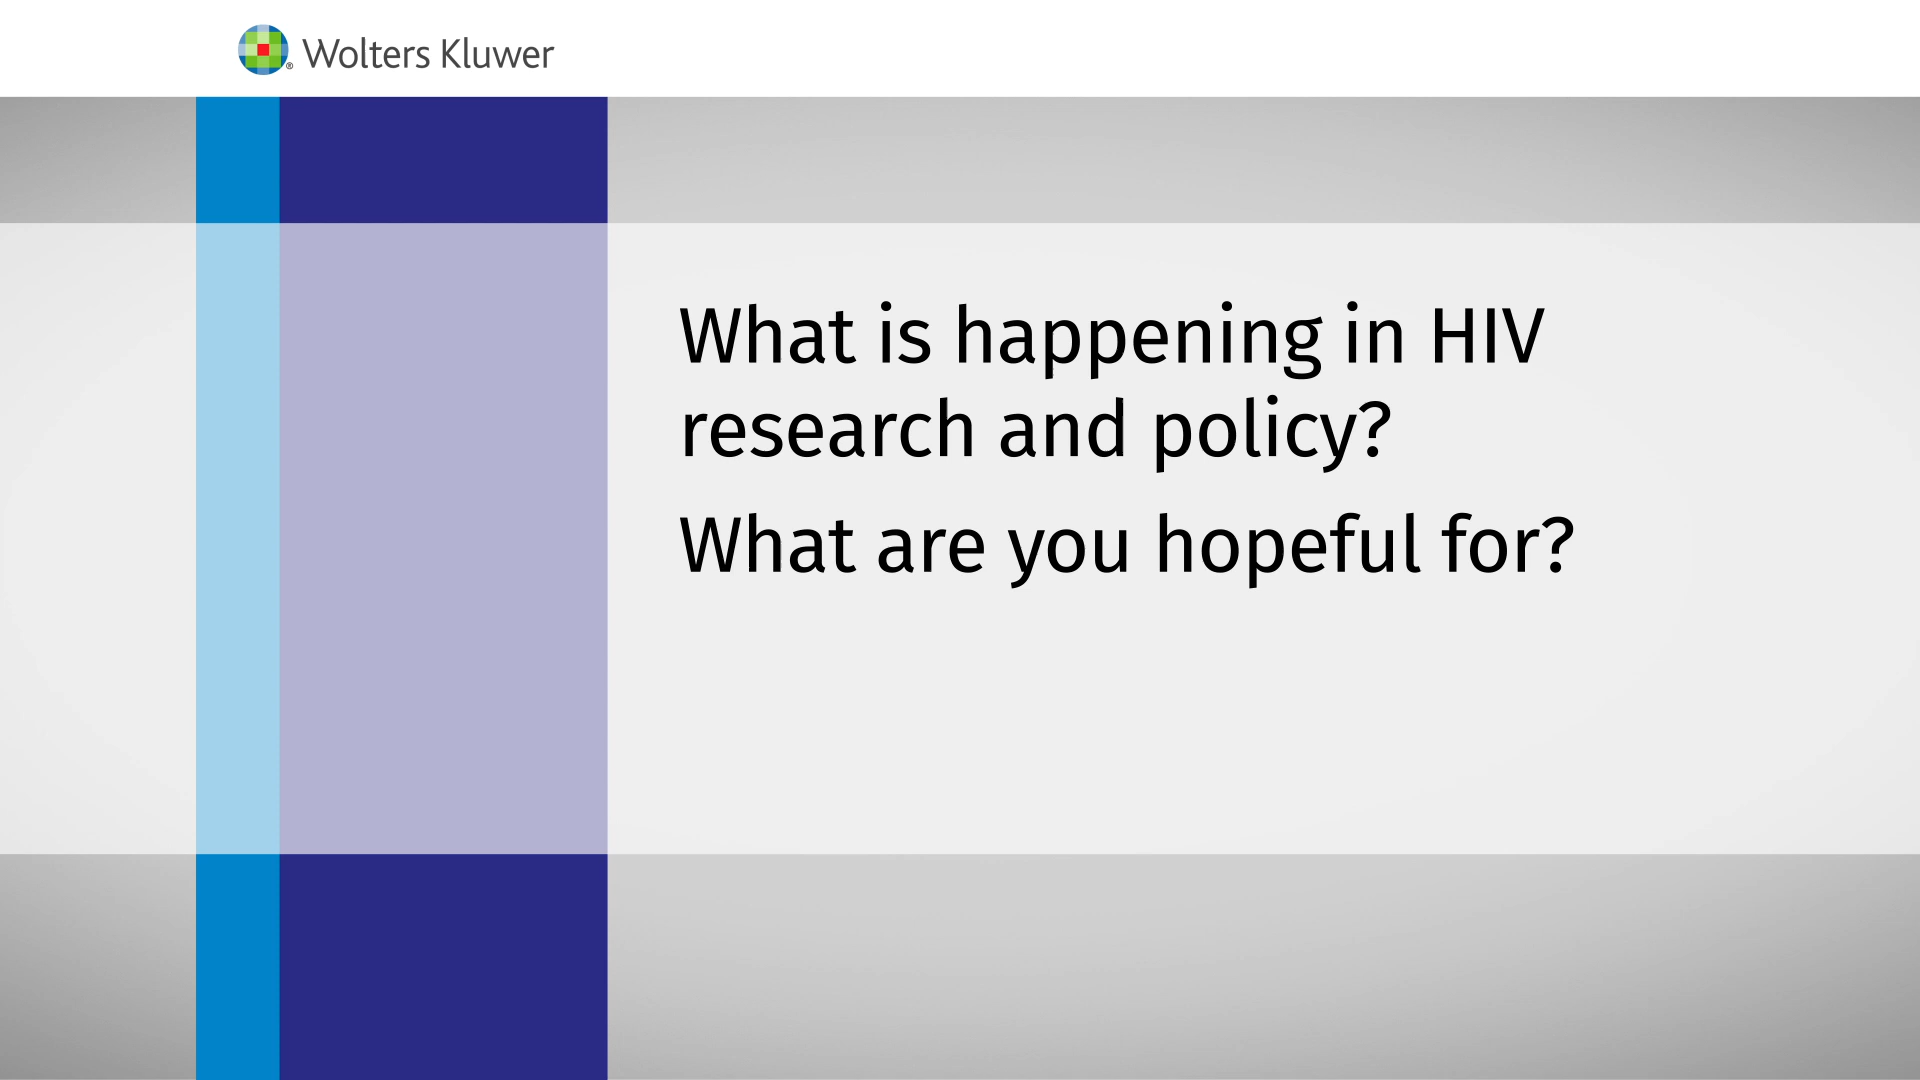 Wolters Kluwer
What is happening in HIV
research and policy?
What are you hopeful for?